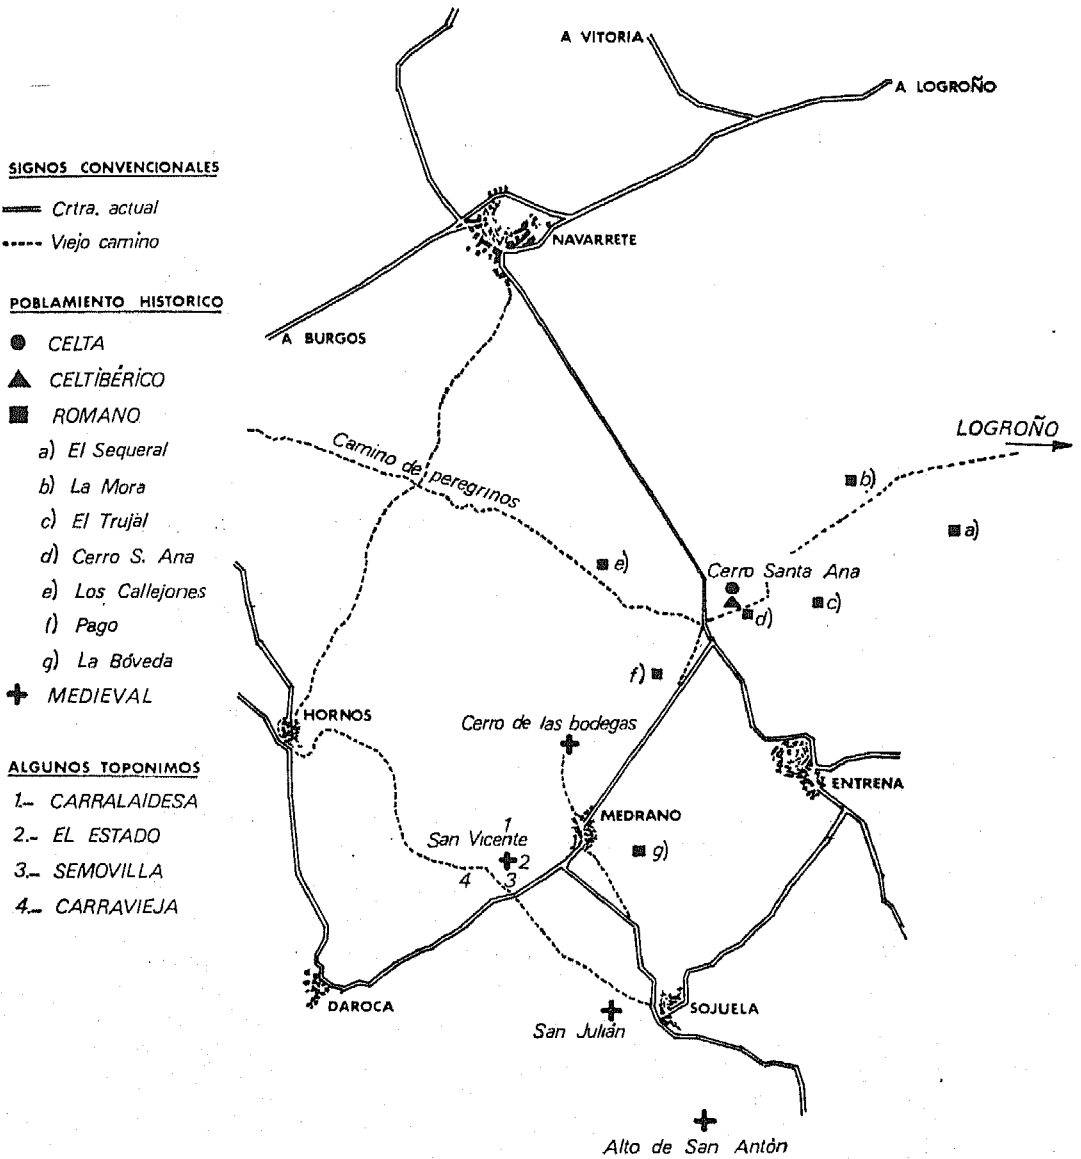 A VITORIA
A LOGROÑO
SIGNOS CONVENCIONALES
Crtra. actual
Viejo camino
POBLAMIENTO HISTORICO
CELTA
CELTIBÉRICO
ROMANO
a) El Sequeral
b) La Mora
c) El Trujal
d) Cerro S. Ana
e) Los Callejones
f) Pago
g) La Bóveda
MEDIEVAL
ALGUNOS TOPONIMOS
1.- CARRALAIDESA
2.- EL ESTADO
3.- SEMOVILLA
4.- CARRAVIEJA
NAVARRETE
A BURGOS
Camino de peregrinos
LOGROÑO
b)
a)
e)
Cerro Santa Ana
c)
d)
f)
HORNOS
Cerro de las bodegas
ENTRENA
MEDRANO
San Vicente
1
2
3
4
g)
DAROCA
SOJUELA
San Julián
Alto de San Antón